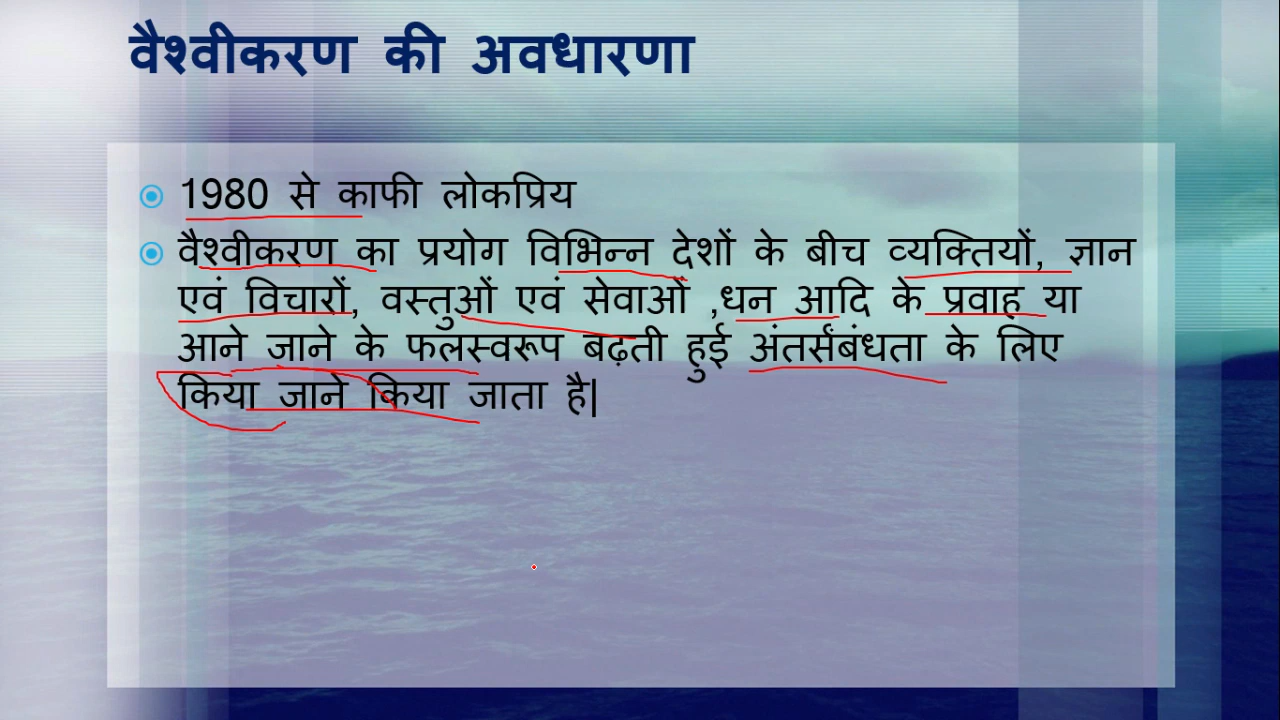 वैश्वीकरण की अवधारणा
1980 से काफी लोकप्रिय
वैश्वीकरण का प्रयोग विभिन्न देशों के बीच व्यक्तियों, ज्ञान
एवं विचारों, वस्तुओं एवं सेवाओं ,धन आदि के प्रवाह या
आने जाने के फलस्वरूप बढ़ती हुई अंतर्संबंधता के लिए
किया जाने किया जाता है|